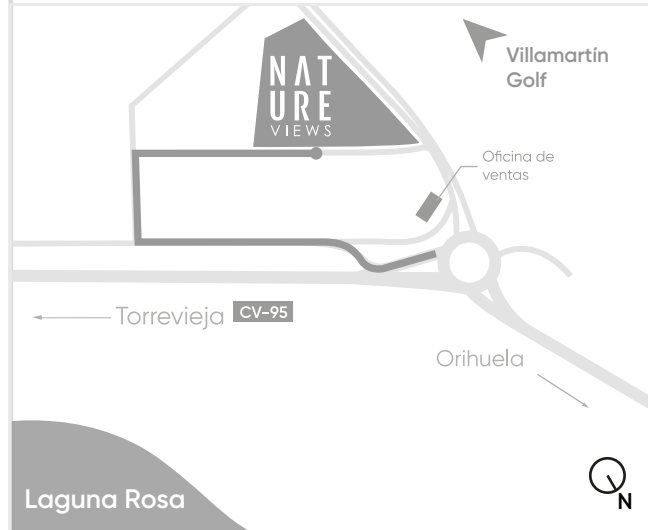 NAT
URE
VIEWS
Villamartín
Golf
Oficina de
ventas
Torrevieja CV-95
Orihuela
Laguna Rosa
N